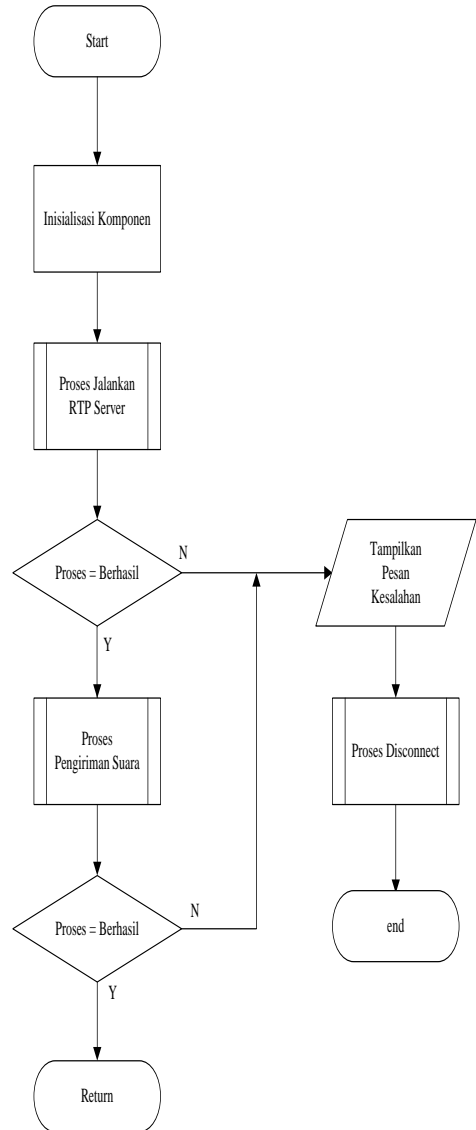 Start
Inisialisasi Komponen
Proses Jalankan
RTP Server
Proses = Berhasil
N
Y
Tampilkan
Pesan
Kesalahan
Proses
Pengiriman Suara
Proses Disconnect
Proses = Berhasil
N
Y
end
Return